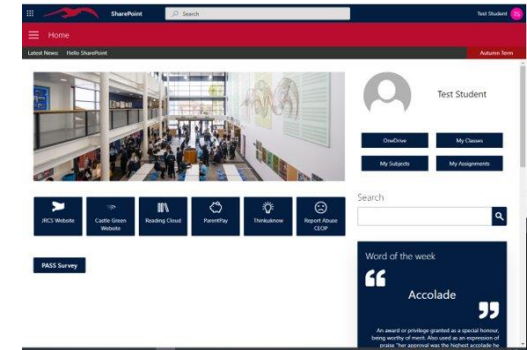 SharePoint
Search
Test Student
TS
Home
Latest News: Hello SharePoint
Autumn Term
Test Student
OneDrive
My Classes
My Subjects
My Assignments
JRCS Website
Castle Green
Website
Reading Cloud
ParentPay
Thinkuknow
Report Abuse
CEOP
Search
PASS Survey
Word of the week
“
Accolade
”
An award or privilege granted as a special honour,
being worthy of merit. Also used as an expression of
praise "her approval was the highest accolade he